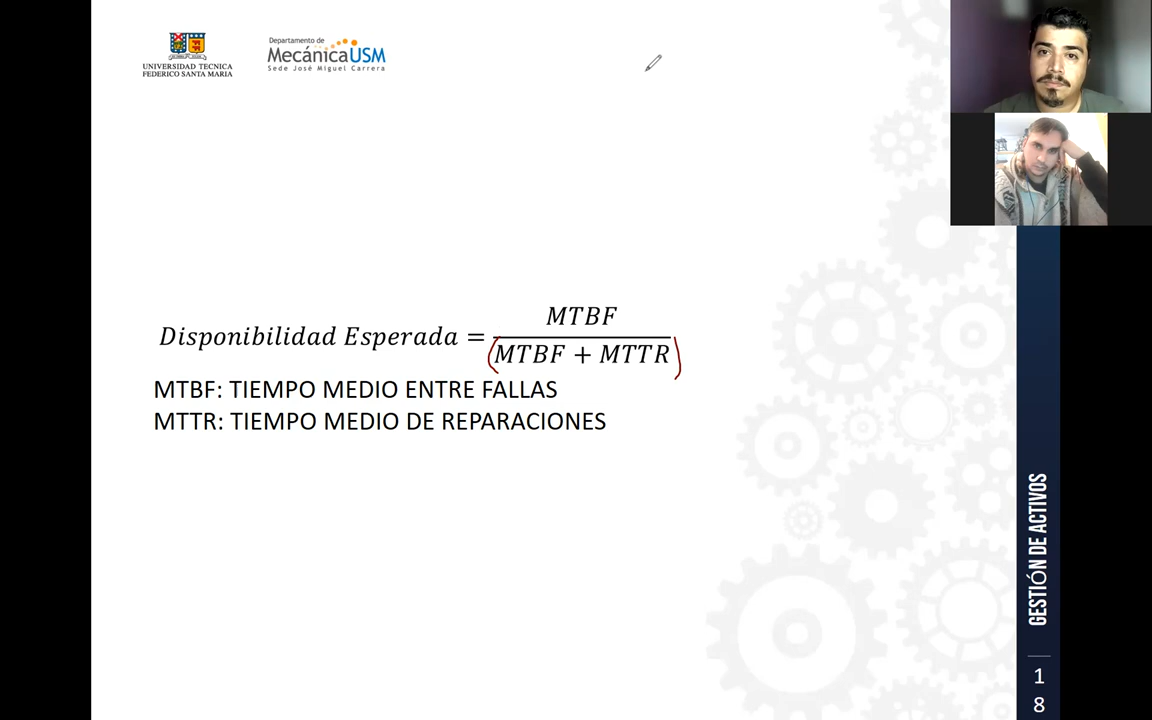 UNIVERSIDAD TECNICA
FEDERICO SANTA MARIA
Departamento de
MecánicaUSM
Sede José Miguel Carrera
Disponibilidad Esperada = MTBF / (MTBF + MTTR)
MTBF: TIEMPO MEDIO ENTRE FALLAS
MTTR: TIEMPO MEDIO DE REPARACIONES
GESTIÓN DE ACTIVOS
1
8